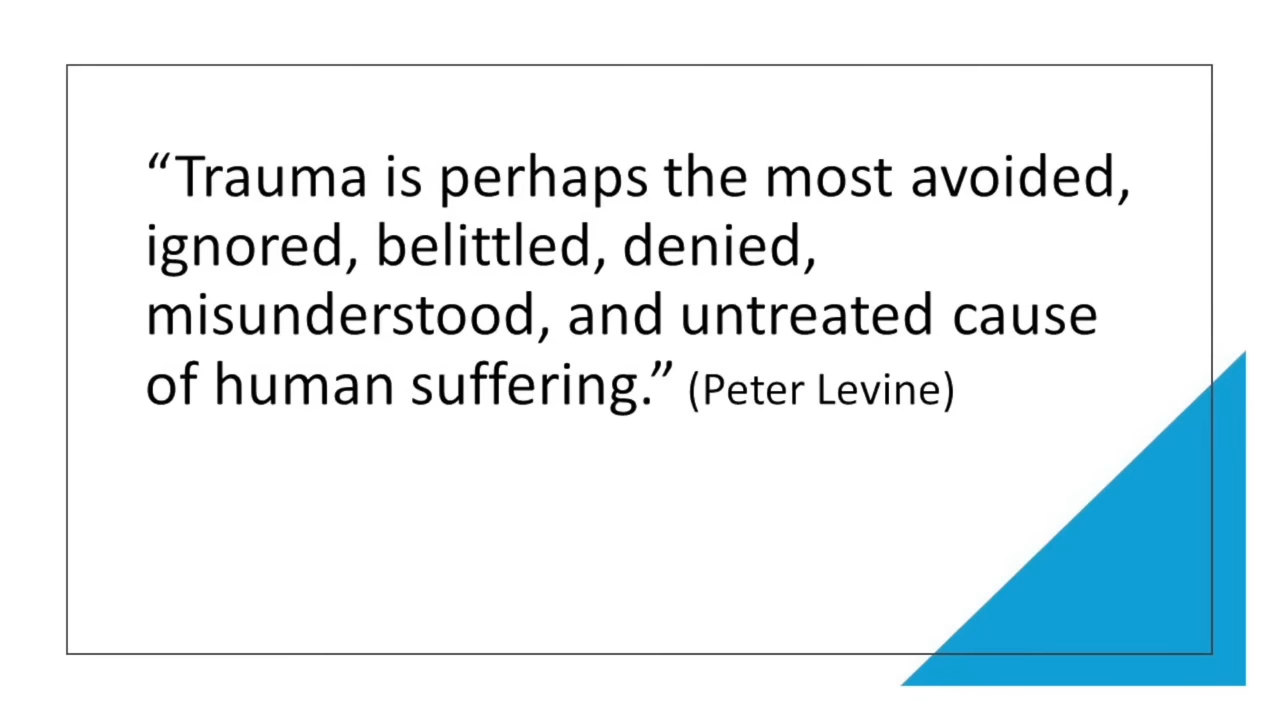 “Trauma is perhaps the most avoided,
ignored, belittled, denied,
misunderstood, and untreated cause
of human suffering.” (Peter Levine)